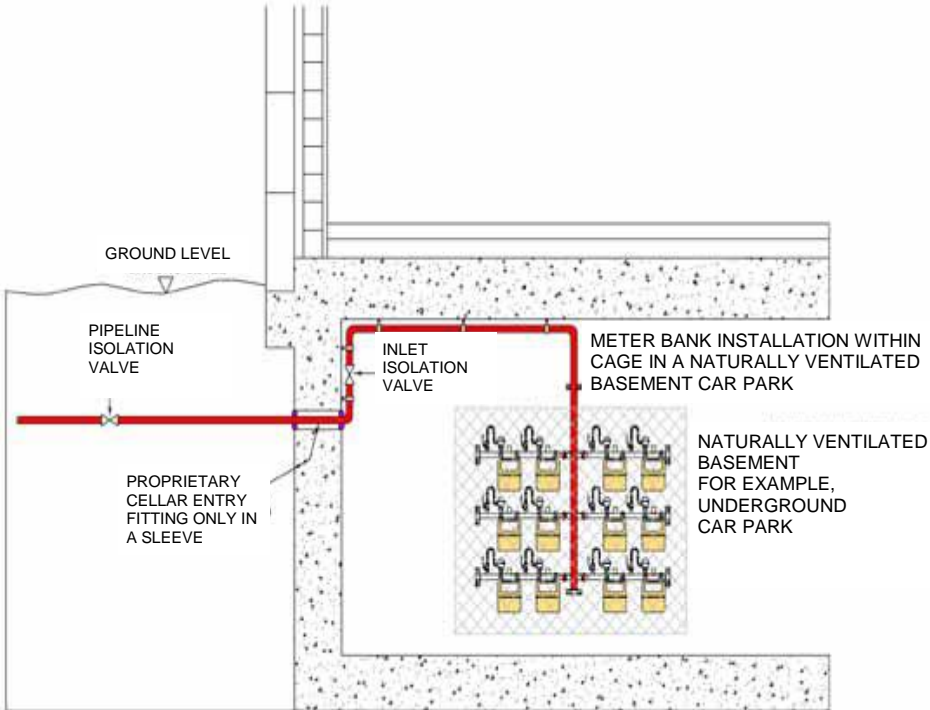 GROUND LEVEL
PIPELINE
ISOLATION
VALVE
INLET
ISOLATION
VALVE
METER BANK INSTALLATION WITHIN
CAGE IN A NATURALLY VENTILATED
BASEMENT CAR PARK
NATURALLY VENTILATED
BASEMENT
FOR EXAMPLE,
UNDERGROUND
CAR PARK
PROPRIETARY
CELLAR ENTRY
FITTING ONLY IN
A SLEEVE